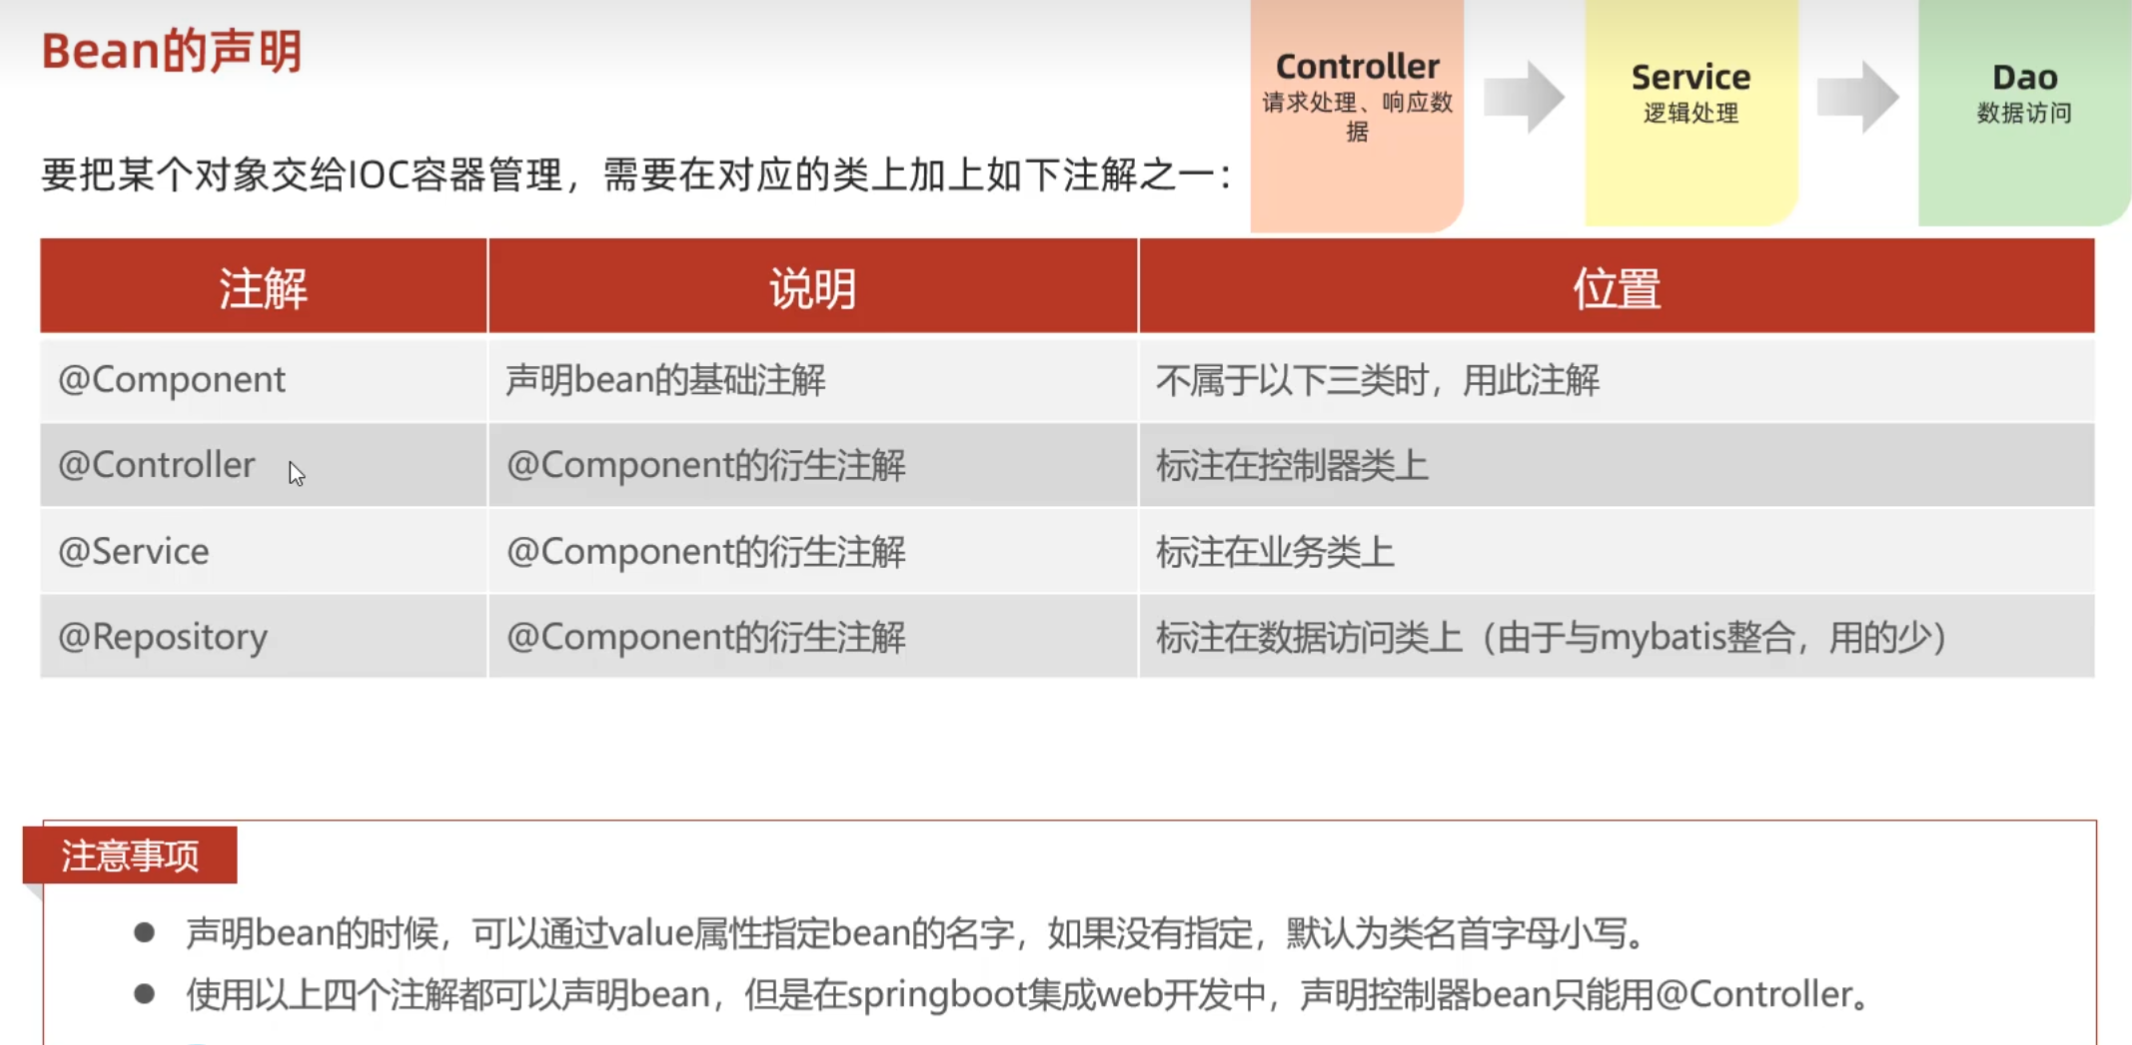 Bean的声明
Controller
请求处理、响应数
据
Service
逻辑处理
Dao
数据访问
要把某个对象交给IOC容器管理，需要在对应的类上加上如下注解之一：
注解 说明 位置
@Component 声明bean的基础注解 不属于以下三类时，用此注解
@Controller @Component的衍生注解 标注在控制器类上
@Service @Component的衍生注解 标注在业务类上
@Repository @Component的衍生注解 标注在数据访问类上（由于与mybatis整合，用的少）
注意事项
● 声明bean的时候，可以通过value属性指定bean的名字，如果没有指定，默认为类名首字母小写。
● 使用以上四个注解都可以声明bean，但是在springboot集成web开发中，声明控制器bean只能用@Controller。